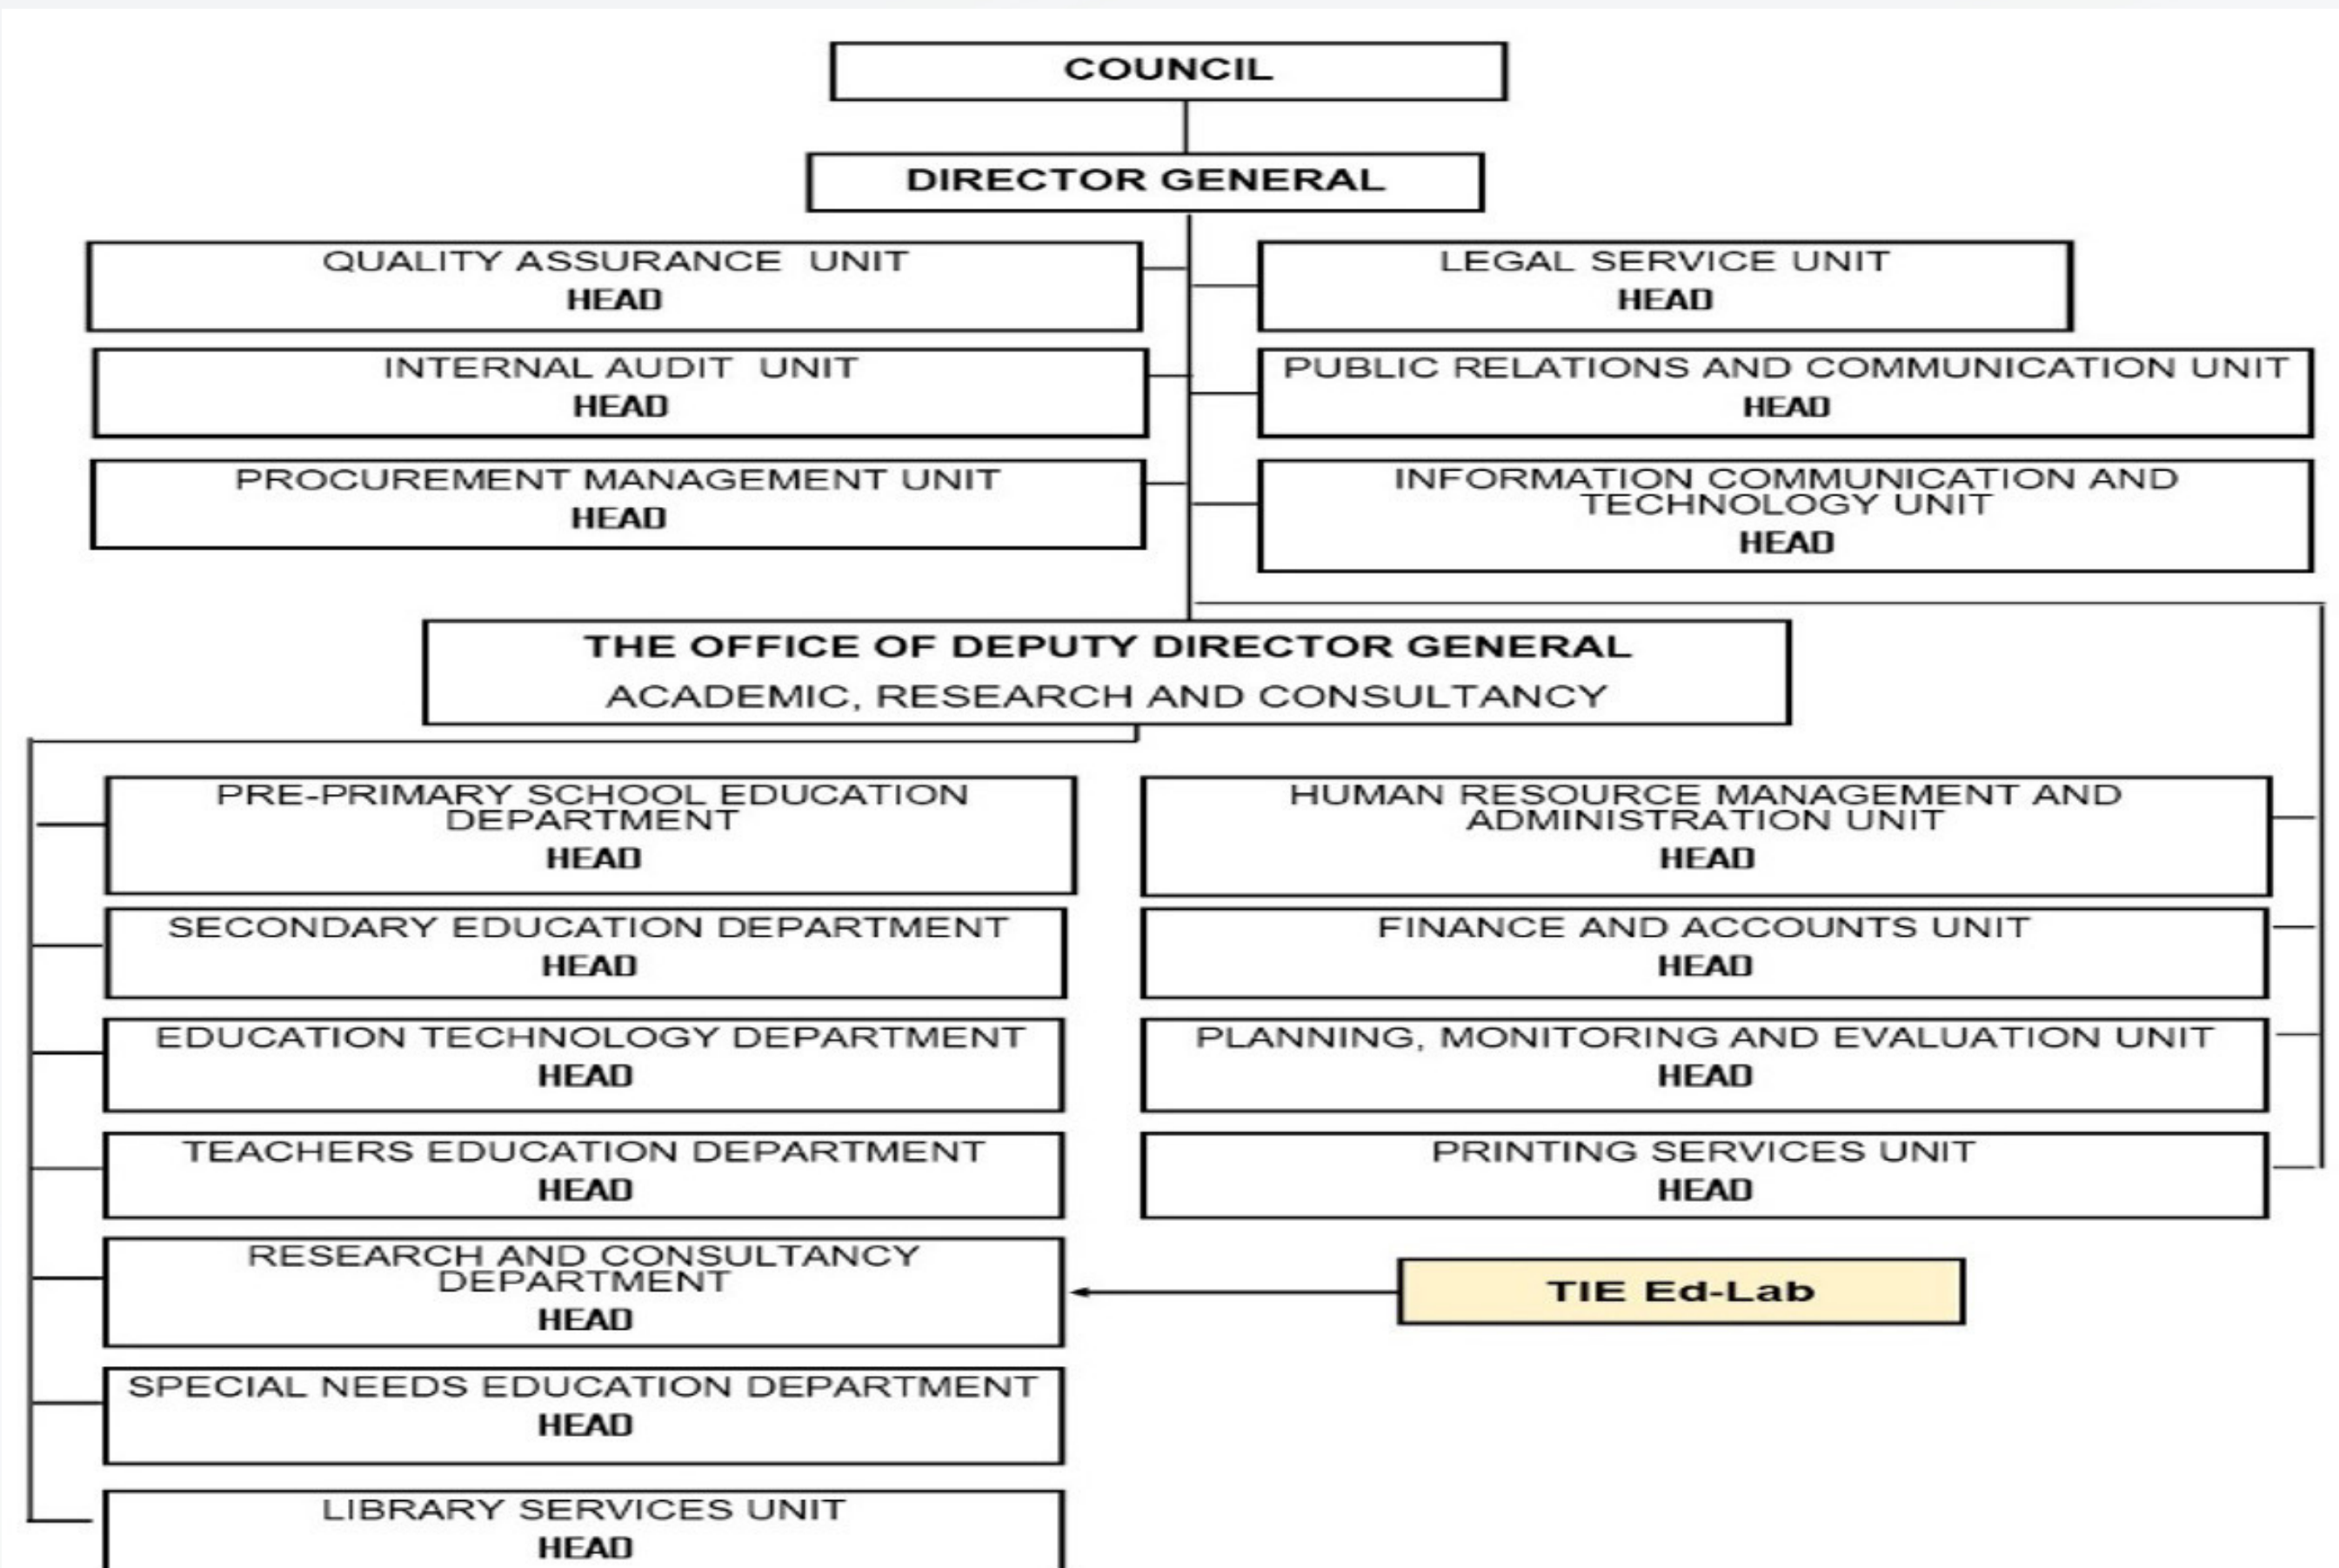 COUNCIL
DIRECTOR GENERAL
QUALITY ASSURANCE UNIT
HEAD
LEGAL SERVICE UNIT
HEAD
INTERNAL AUDIT UNIT
HEAD
PUBLIC RELATIONS AND COMMUNICATION UNIT
HEAD
PROCUREMENT MANAGEMENT UNIT
HEAD
INFORMATION COMMUNICATION AND
TECHNOLOGY UNIT
HEAD
THE OFFICE OF DEPUTY DIRECTOR GENERAL
ACADEMIC, RESEARCH AND CONSULTANCY
PRE-PRIMARY SCHOOL EDUCATION
DEPARTMENT
HEAD
HUMAN RESOURCE MANAGEMENT AND
ADMINISTRATION UNIT
HEAD
SECONDARY EDUCATION DEPARTMENT
HEAD
FINANCE AND ACCOUNTS UNIT
HEAD
EDUCATION TECHNOLOGY DEPARTMENT
HEAD
PLANNING, MONITORING AND EVALUATION UNIT
HEAD
TEACHERS EDUCATION DEPARTMENT
HEAD
PRINTING SERVICES UNIT
HEAD
RESEARCH AND CONSULTANCY
DEPARTMENT
HEAD
TIE Ed-Lab
SPECIAL NEEDS EDUCATION DEPARTMENT
HEAD
LIBRARY SERVICES UNIT
HEAD